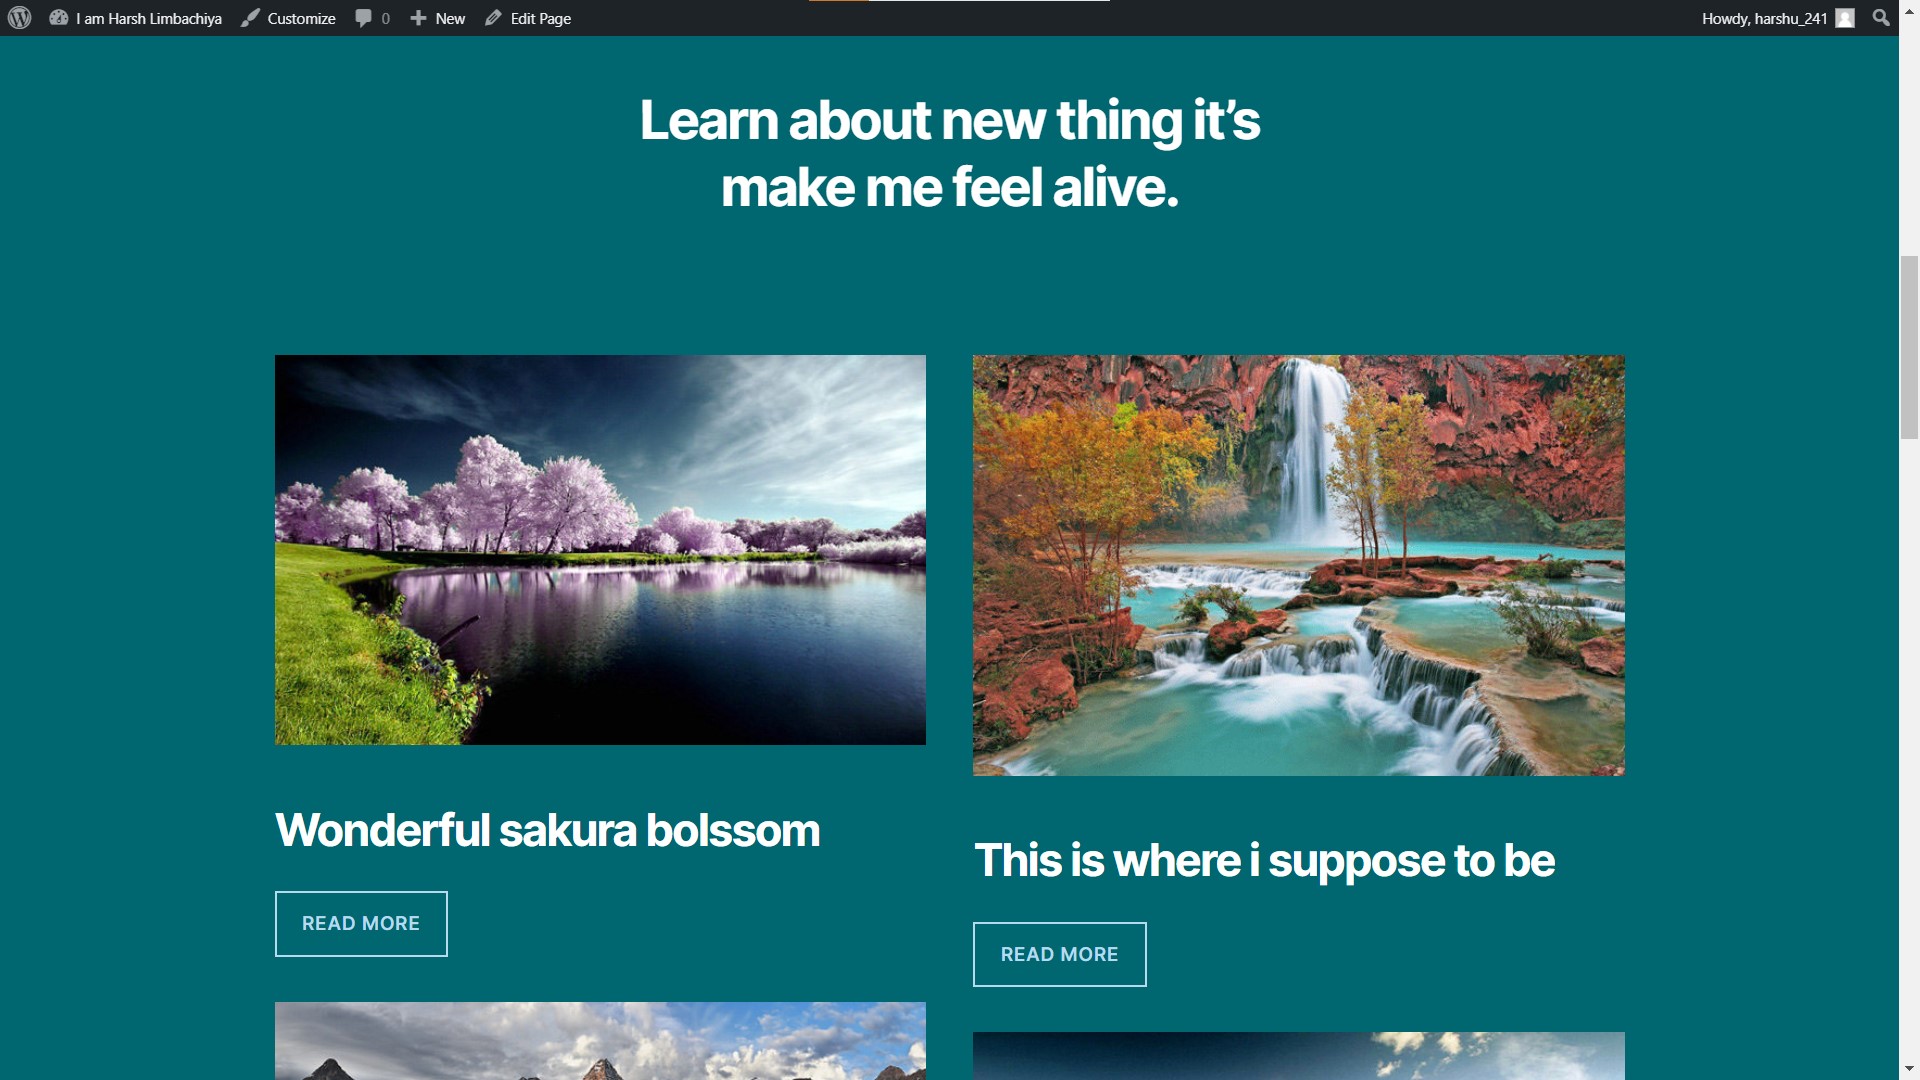 I am Harsh Limbachiya Customize 0 New Edit Page Howdy, harshu_241
Learn about new thing it’s
make me feel alive.
Wonderful sakura bolssom
READ MORE
This is where i suppose to be
READ MORE